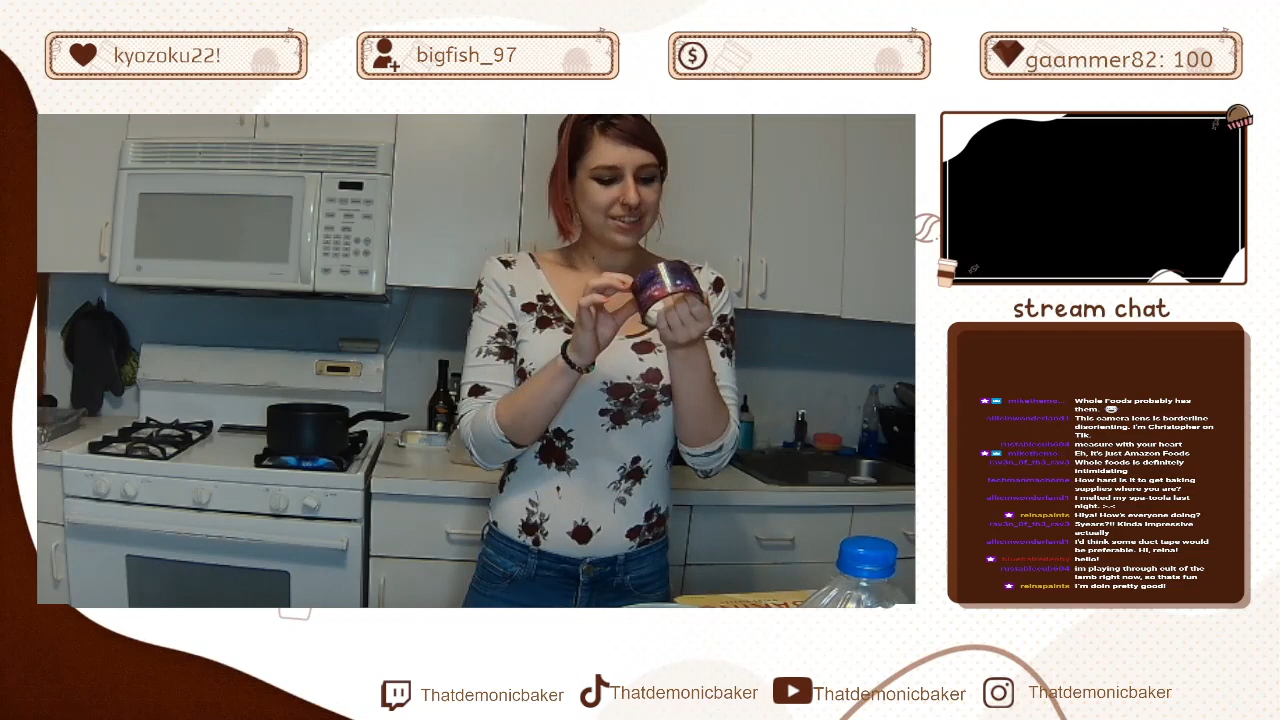 kyozoku22!
bigfish_97
gaammer82: 100
stream chat
Whole Foods probably has
them.
This camera lens is borderline
disorienting. I'm Christopher on
measure with your heart
Eh, it's just Amazon Foods
Whole foods is definitely
intimidating
How hard is it to get baking
supplies where you are?
I melted my spa-toola last
night. >.<
reinapaints Hiya! How's everyone doing?
5years?!! Kinda impressive
actually
I'd think some duct tape would
be preferable. Hi, reina!
hello!
im playing through cult of the
lamb right now, so thats fun
reinapaints I'm doin pretty good!
Thatdemonicbaker
Thatdemonicbaker
Thatdemonicbaker
Thatdemonicbaker